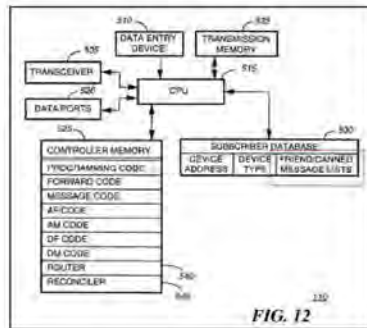 510
DATA ENTRY
DEVICE
535
TRANSMISSION
MEMORY
505
TRANSCEIVER
515
CPU
520
DATA PORTS
525
CONTROLLER MEMORY
PROGRAMMING CODE
FORWARD CODE
MESSAGE CODE
AF CODE
AM CODE
DF CODE
DM CODE
ROUTER
RECONCILER
540
545
530
SUBSCRIBER DATABASE
DEVICE
ADDRESS
DEVICE
TYPE
FRIEND/CANNED
MESSAGE LISTS
FIG. 12